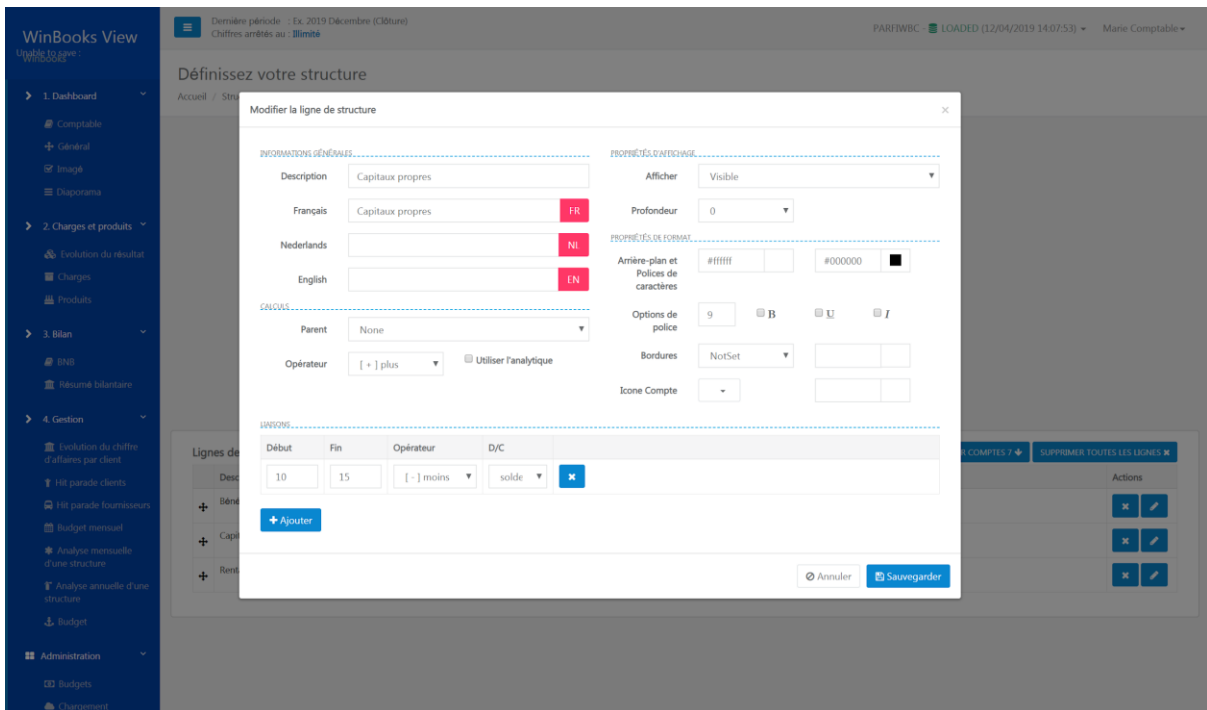 WinBooks View
Unable to save :
Winbooks
1. Dashboard
Comptable
Général
Imagé
Diaporama
2. Charges et produits
Evolution du résultat
Charges
Produits
3. Bilan
BNB
Résumé bilantaire
4. Gestion
Evolution du chiffre
d'affaires par client
Hit parade clients
Hit parade fournisseurs
Budget mensuel
Analyse mensuelle
d'une structure
Analyse annuelle d'une
structure
Budget
Administration
Budgets
Chargement
Dernière période : Ex. 2019 Décembre (Clôture)
Chiffres arrêtés au : Illimité
PARFIWBC - LOADED (12/04/2019 14:07:53)
Marie Comptable
Définissez votre structure
Accueil / Stru
Modifier la ligne de structure
×
INFORMATIONS GÉNÉRALES
Description
Capitaux propres
Français
Capitaux propres
FR
Nederlands
NL
English
EN
CALCULS
Parent
None
Opérateur
[ + ] plus
Utiliser l'analytique
PROPRIÉTÉS D'AFFICHAGE
Afficher
Visible
Profondeur
0
PROPRIÉTÉS DE FORMAT
Arrière-plan et
Polices de
caractères
#ffffff
#000000
Options de
police
9
B
U
I
Bordures
NotSet
Icone Compte
LIAISONS
Début
Fin
Opérateur
D/C
10
15
[ - ] moins
solde
Ajouter
Annuler
Sauvegarder
Lignes de
R COMPTES 7
SUPPRIMER TOUTES LES LIGNES
Desc
Actions
Béné
Capi
Rent